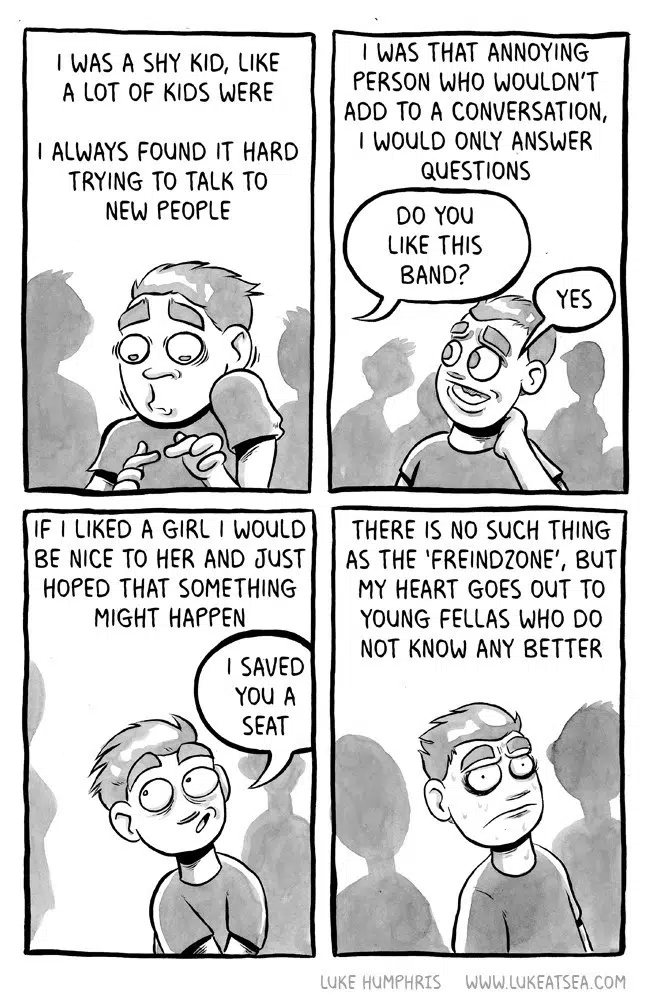 I WAS A SHY KID, LIKE
A LOT OF KIDS WERE
I ALWAYS FOUND IT HARD
TRYING TO TALK TO
NEW PEOPLE
I WAS THAT ANNOYING
PERSON WHO WOULDN'T
ADD TO A CONVERSATION,
I WOULD ONLY ANSWER
QUESTIONS
DO YOU
LIKE THIS
BAND?
YES
IF I LIKED A GIRL I WOULD
BE NICE TO HER AND JUST
HOPED THAT SOMETHING
MIGHT HAPPEN
I SAVED
YOU A
SEAT
THERE IS NO SUCH THING
AS THE 'FREINDZONE', BUT
MY HEART GOES OUT TO
YOUNG FELLAS WHO DO
NOT KNOW ANY BETTER
LUKE HUMPHRIS WWW.LUKEATSEA.COM